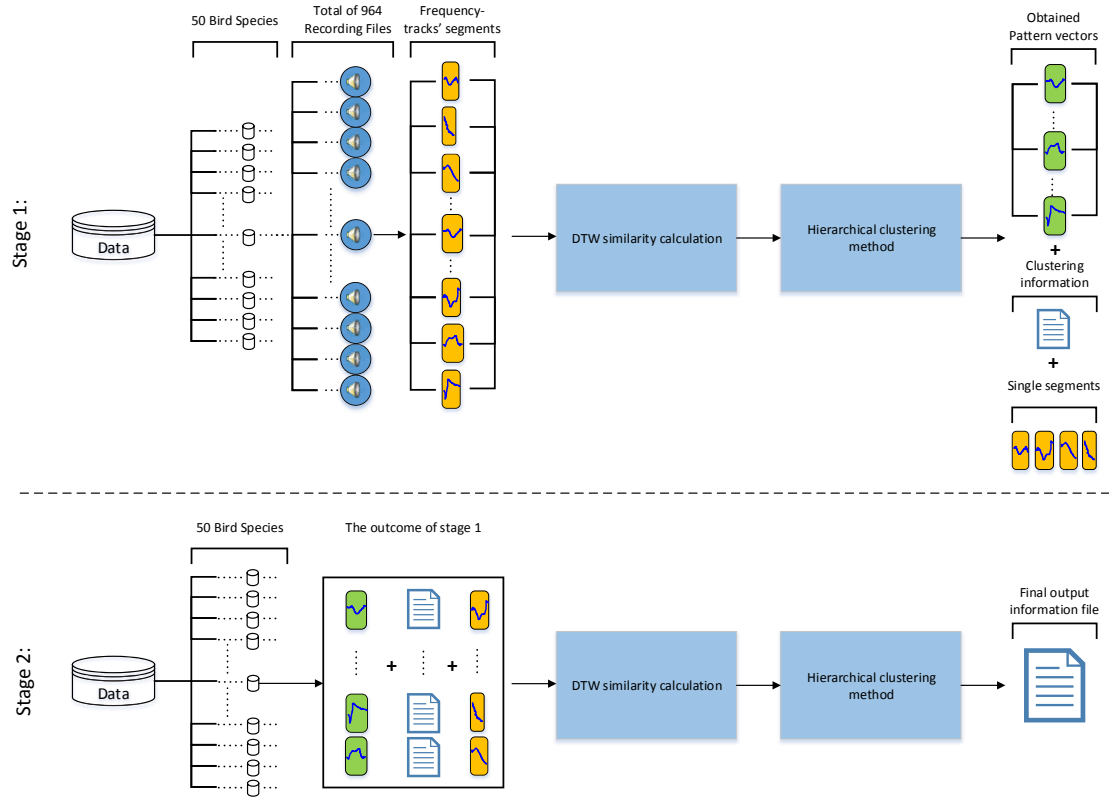 50 Bird Species
Total of 964
Recording Files
Frequency-
tracks' segments
Obtained
Pattern vectors
Stage 1:
Data
DTW similarity calculation
Hierarchical clustering
method
+
Clustering
information
+
Single segments
50 Bird Species
The outcome of stage 1
Stage 2:
Data
+
+
DTW similarity calculation
Hierarchical clustering
method
Final output
information file